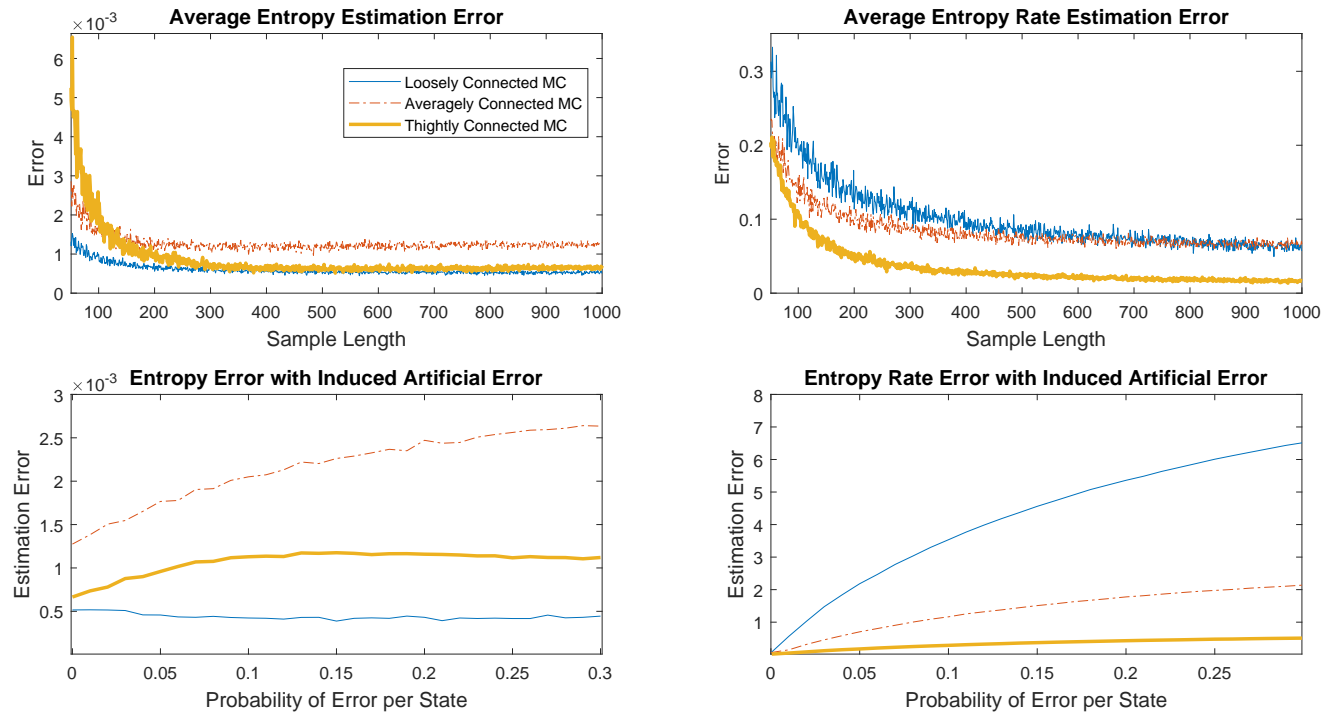 Average Entropy Estimation Error
×10⁻³
6
5
4
3
2
1
0
Error
100 200 300 400 500 600 700 800 900 1000
Sample Length
Loosely Connected MC
Averagely Connected MC
Thightly Connected MC
Average Entropy Rate Estimation Error
0.3
0.2
0.1
0
Error
100 200 300 400 500 600 700 800 900 1000
Sample Length
Entropy Error with Induced Artificial Error
×10⁻³
3
2.5
2
1.5
1
0.5
Estimation Error
0 0.05 0.1 0.15 0.2 0.25 0.3
Probability of Error per State
Entropy Rate Error with Induced Artificial Error
8
7
6
5
4
3
2
1
Estimation Error
0 0.05 0.1 0.15 0.2 0.25
Probability of Error per State